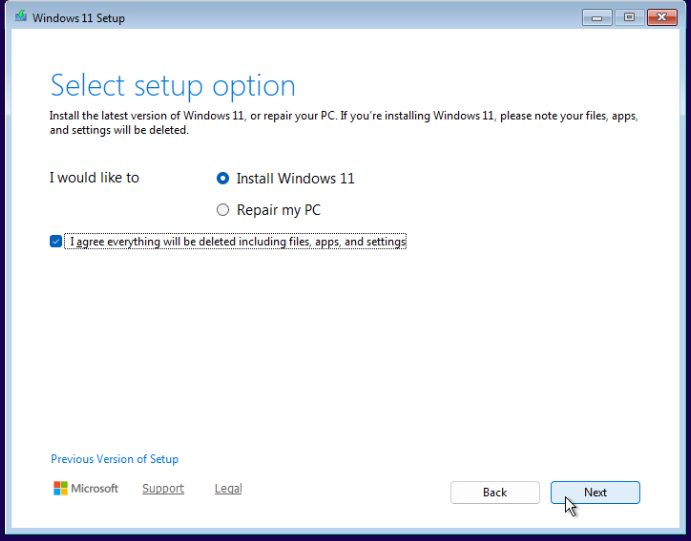 Windows 11 Setup
Select setup option
Install the latest version of Windows 11, or repair your PC. If you're installing Windows 11, please note your files, apps,
and settings will be deleted.
I would like to
Install Windows 11
Repair my PC
I agree everything will be deleted including files, apps, and settings
Previous Version of Setup
Microsoft Support Legal
Back Next